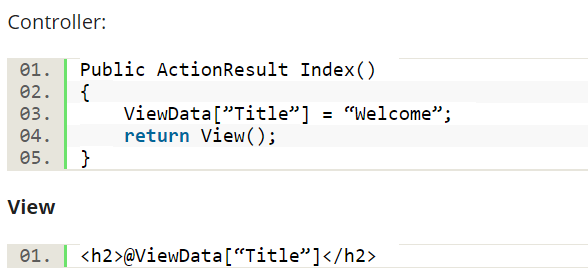 Controller:
01. Public ActionResult Index()
02. {
03. ViewData[”Title”] = “Welcome”;
04. return View();
05. }
View
01. <h2>@ViewData[“Title”]</h2>